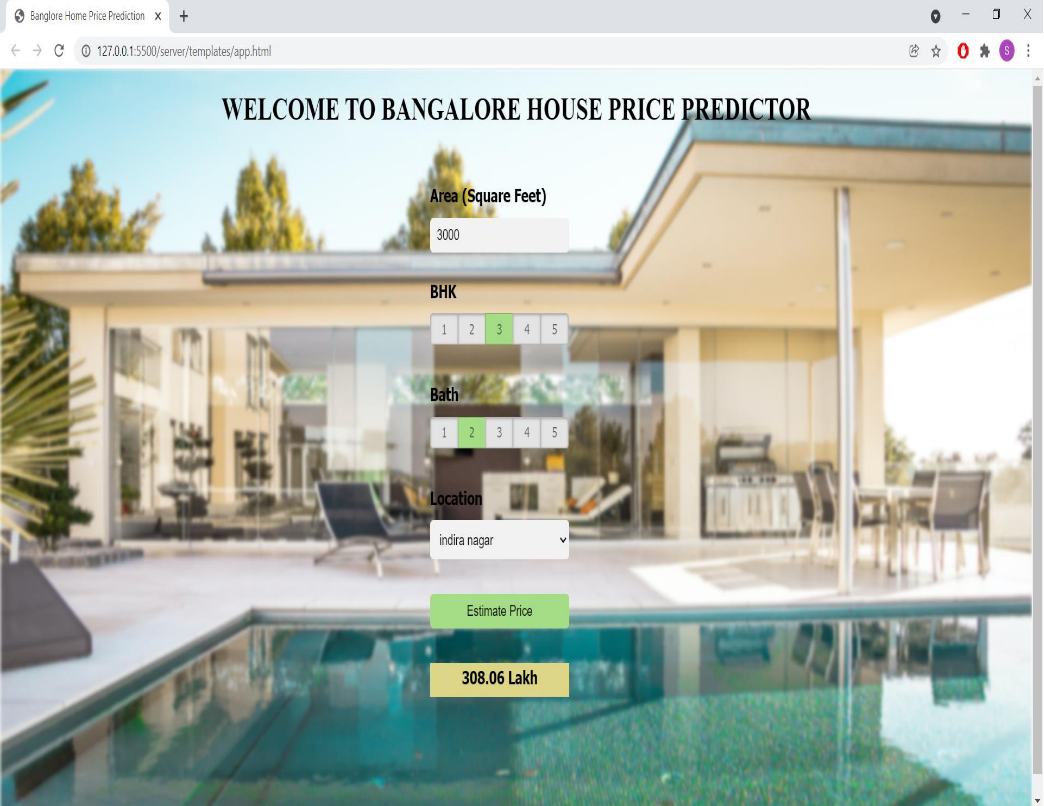 Banglore Home Price Prediction
127.0.0.1:5500/server/templates/app.html
S
WELCOME TO BANGALORE HOUSE PRICE PREDICTOR
Area (Square Feet)
3000
BHK
1 2 3 4 5
Bath
1 2 3 4 5
Location
indira nagar
Estimate Price
308.06 Lakh